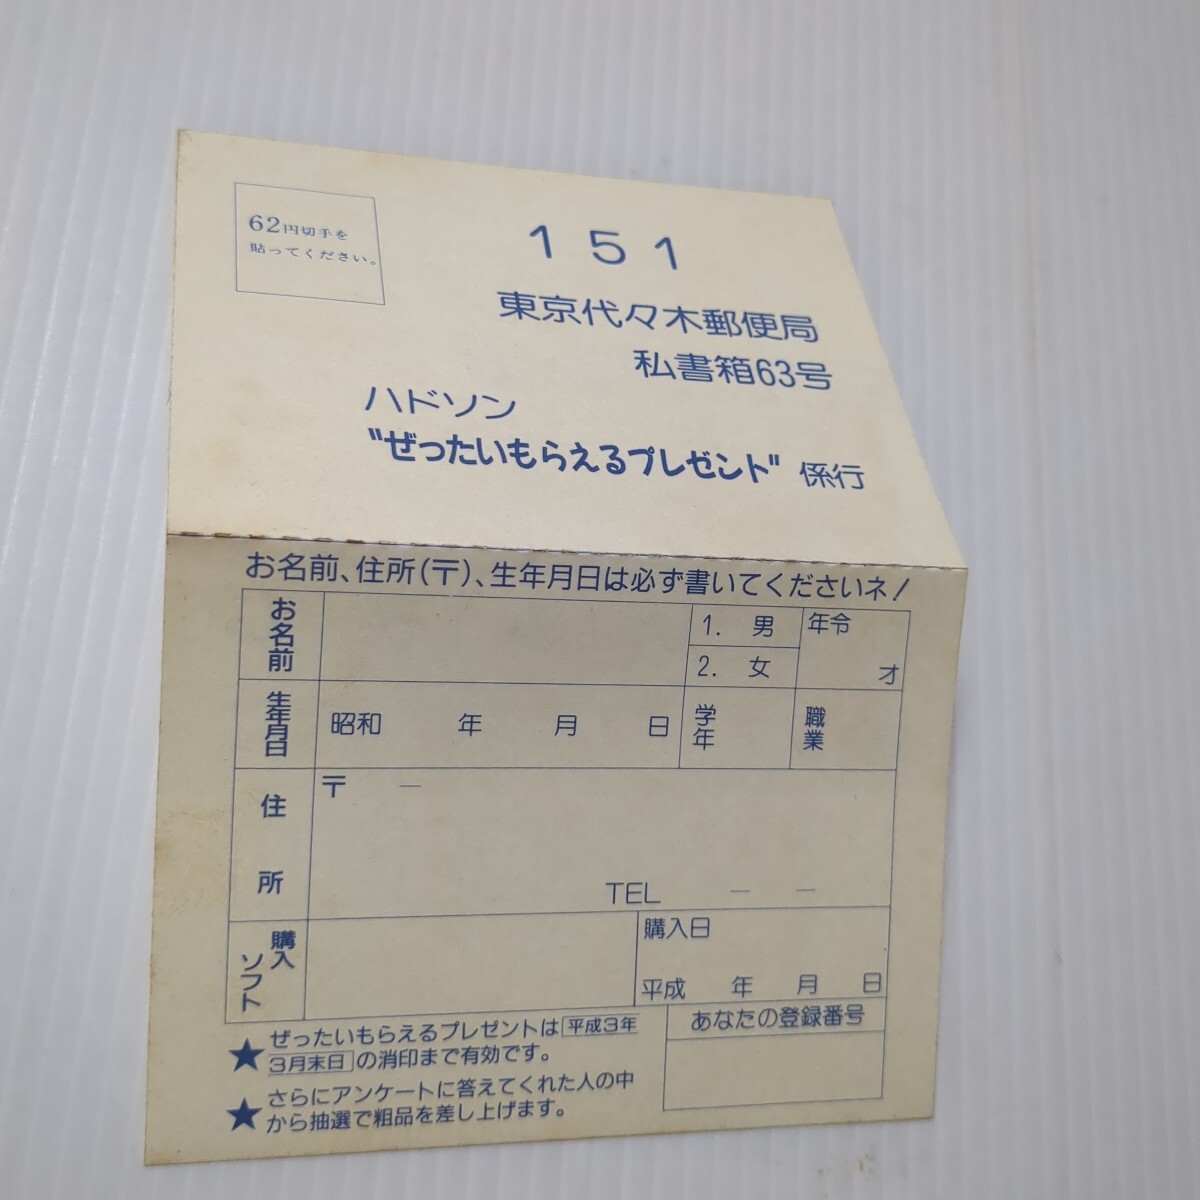 62円切手を
貼ってください。
151
東京代々木郵便局
私書箱63号
ハドソン
"ぜったいもらえるプレゼント" 係行
お名前、住所(〒)、生年月日は必ず書いてくださいネ!
お名前
1. 男
2. 女
年令
才
生年月日
昭和 年 月 日
学年
職業
住所
〒 ―
TEL ― ―
購入ソフト
購入日
平成 年 月 日
★ぜったいもらえるプレゼントは平成3年
3月末日の消印まで有効です。
★さらにアンケートに答えてくれた人の中
から抽選で粗品を差し上げます。
あなたの登録番号